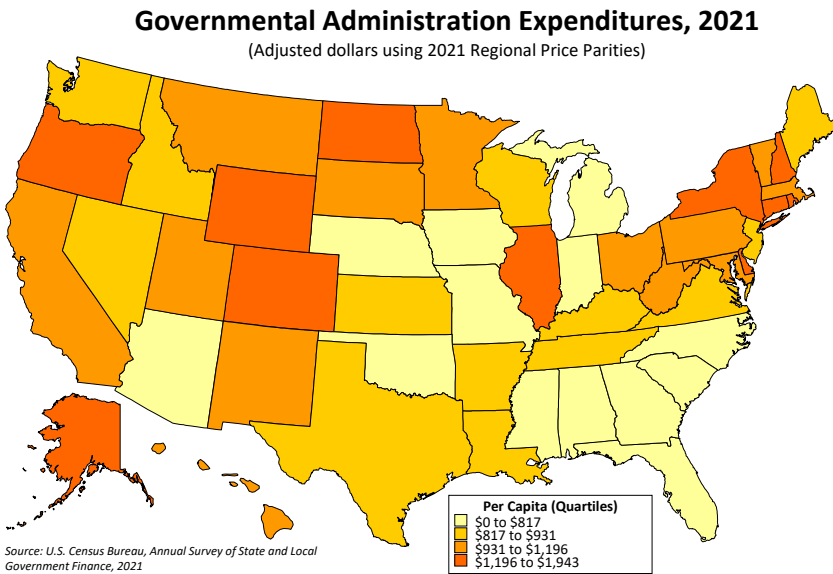 Governmental Administration Expenditures, 2021
(Adjusted dollars using 2021 Regional Price Parities)
Per Capita (Quartiles)
$0 to $817
$817 to $931
$931 to $1,196
$1,196 to $1,943
Source: U.S. Census Bureau, Annual Survey of State and Local
Government Finance, 2021